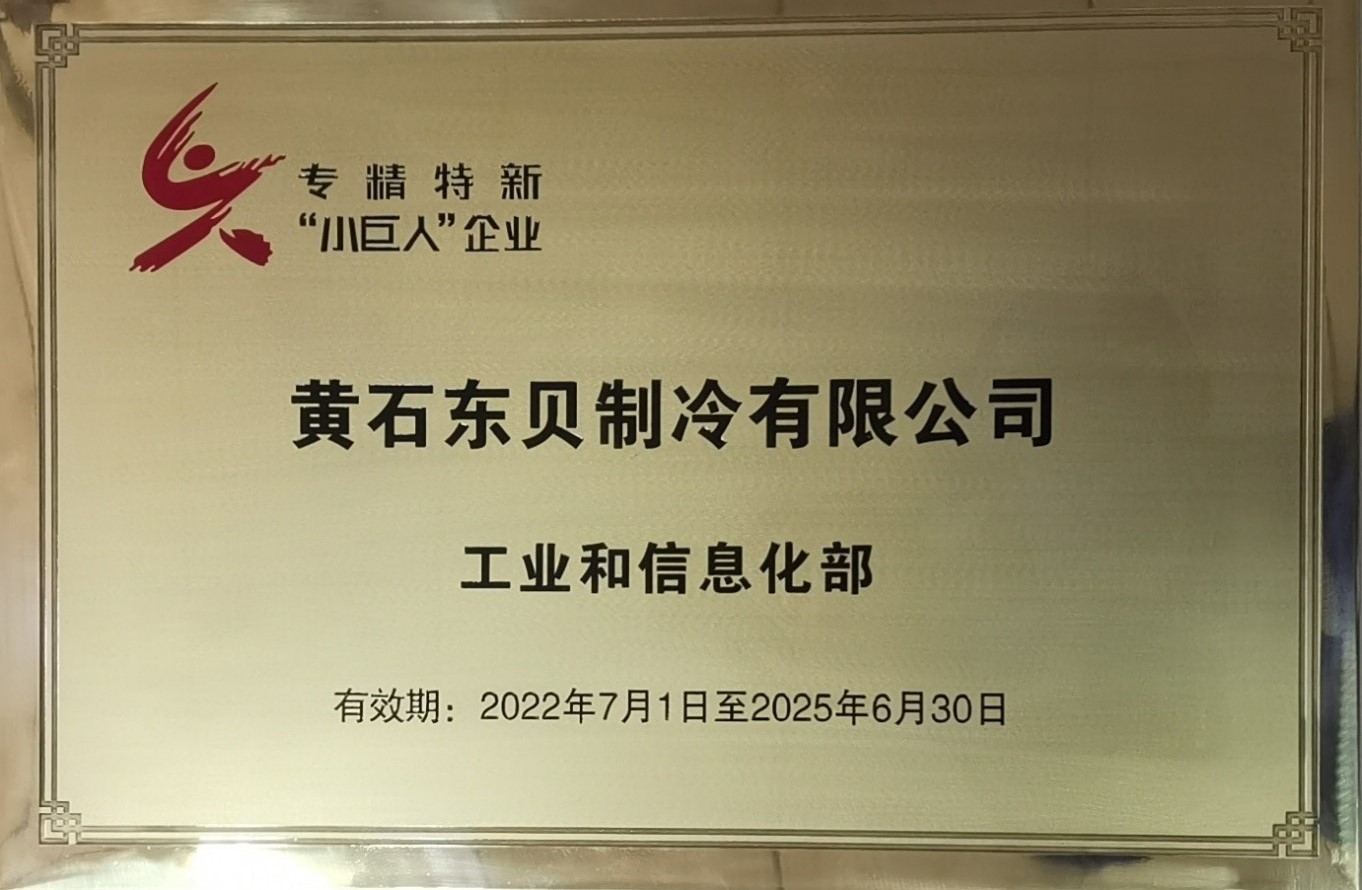 专精特新
“小巨人”企业
黄石东贝制冷有限公司
工业和信息化部
有效期：2022年7月1日至2025年6月30日